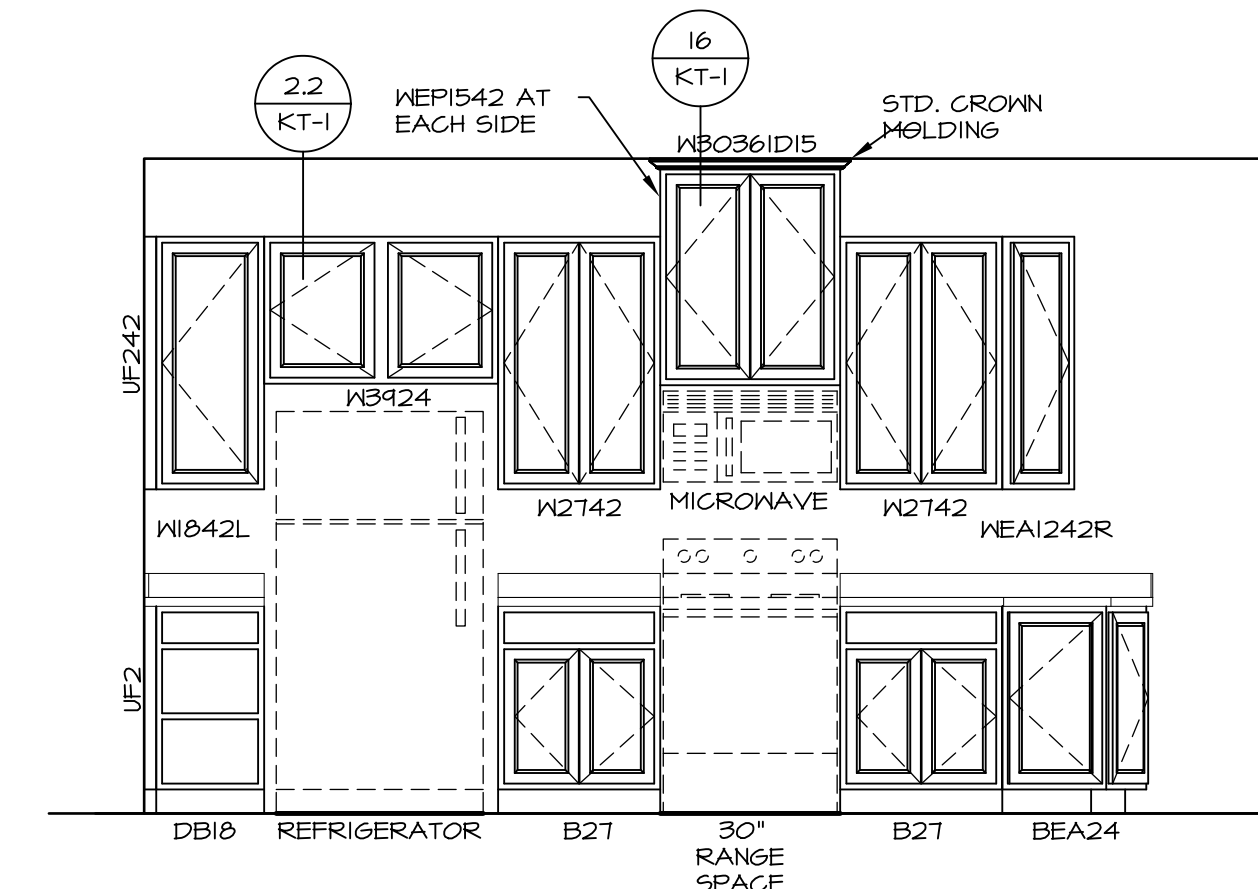 16
KT-1
2.2
KT-1
WEP1542 AT
EACH SIDE
STD. CROWN
MOLDING
W30361D15
UF242
W3924
W1842L
W2742
MICROWAVE
W2742
WEA1242R
UF2
DB18
REFRIGERATOR
B27
30"
RANGE
SPACE
B27
BEA24